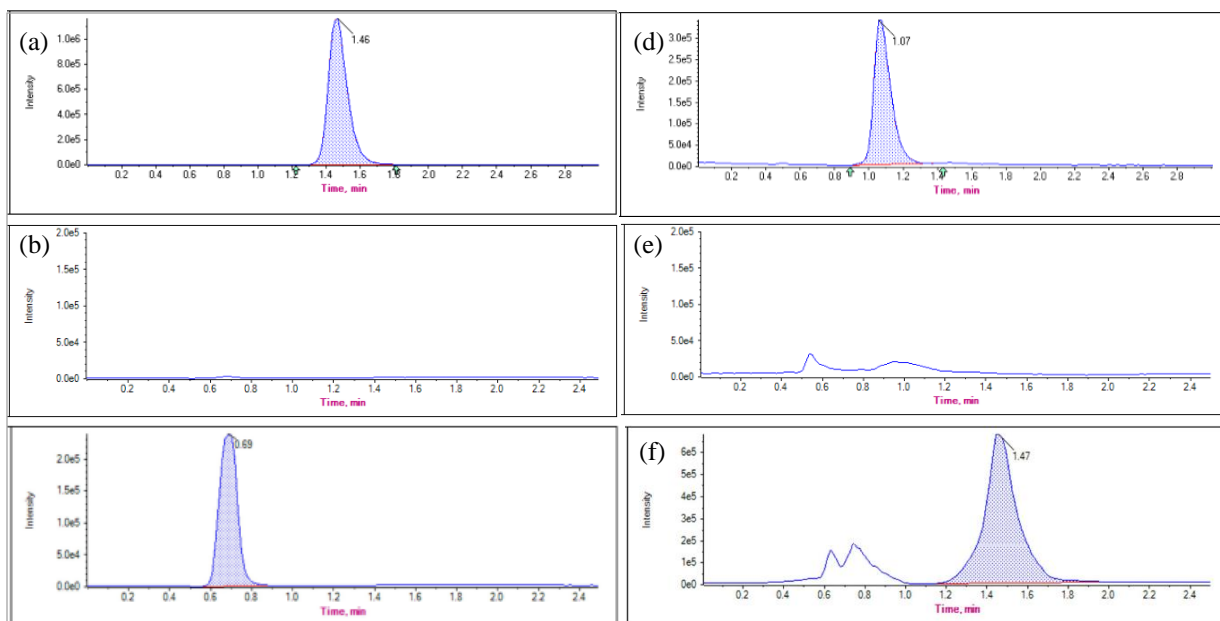 (a)
1.0e6
8.0e5
6.0e5
4.0e5
2.0e5
0.0e0
Intensity
1.46
0.2 0.4 0.6 0.8 1.0 1.2 1.4 1.6 1.8 2.0 2.2 2.4 2.6 2.8
Time, min
(d)
3.0e5
2.5e5
2.0e5
1.5e5
1.0e5
5.0e4
0.0e0
Intensity
1.07
0.2 0.4 0.6 0.8 1.0 1.2 1.4 1.6 1.8 2.0 2.2 2.4 2.6 2.8
Time, min
(b)
2.0e5
1.5e5
1.0e5
5.0e4
0.0e0
Intensity
0.2 0.4 0.6 0.8 1.0 1.2 1.4 1.6 1.8 2.0 2.2 2.4
Time, min
(e)
2.0e5
1.5e5
1.0e5
5.0e4
0.0e0
Intensity
0.2 0.4 0.6 0.8 1.0 1.2 1.4 1.6 1.8 2.0 2.2 2.4
Time, min
2.0e5
1.5e5
1.0e5
5.0e4
0.0e0
Intensity
0.69
0.2 0.4 0.6 0.8 1.0 1.2 1.4 1.6 1.8 2.0 2.2 2.4
Time, min
(f)
6e5
5e5
4e5
3e5
2e5
1e5
0e0
Intensity
1.47
0.2 0.4 0.6 0.8 1.0 1.2 1.4 1.6 1.8 2.0 2.2 2.4
Time, min